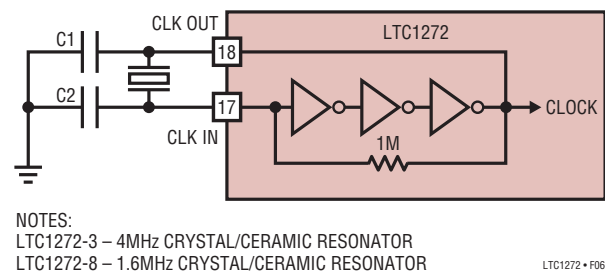 CLK OUT
LTC1272
C1
18
C2
17
CLOCK
1M
CLK IN
NOTES:
LTC1272-3 – 4MHz CRYSTAL/CERAMIC RESONATOR
LTC1272-8 – 1.6MHz CRYSTAL/CERAMIC RESONATOR
LTC1272 • F06